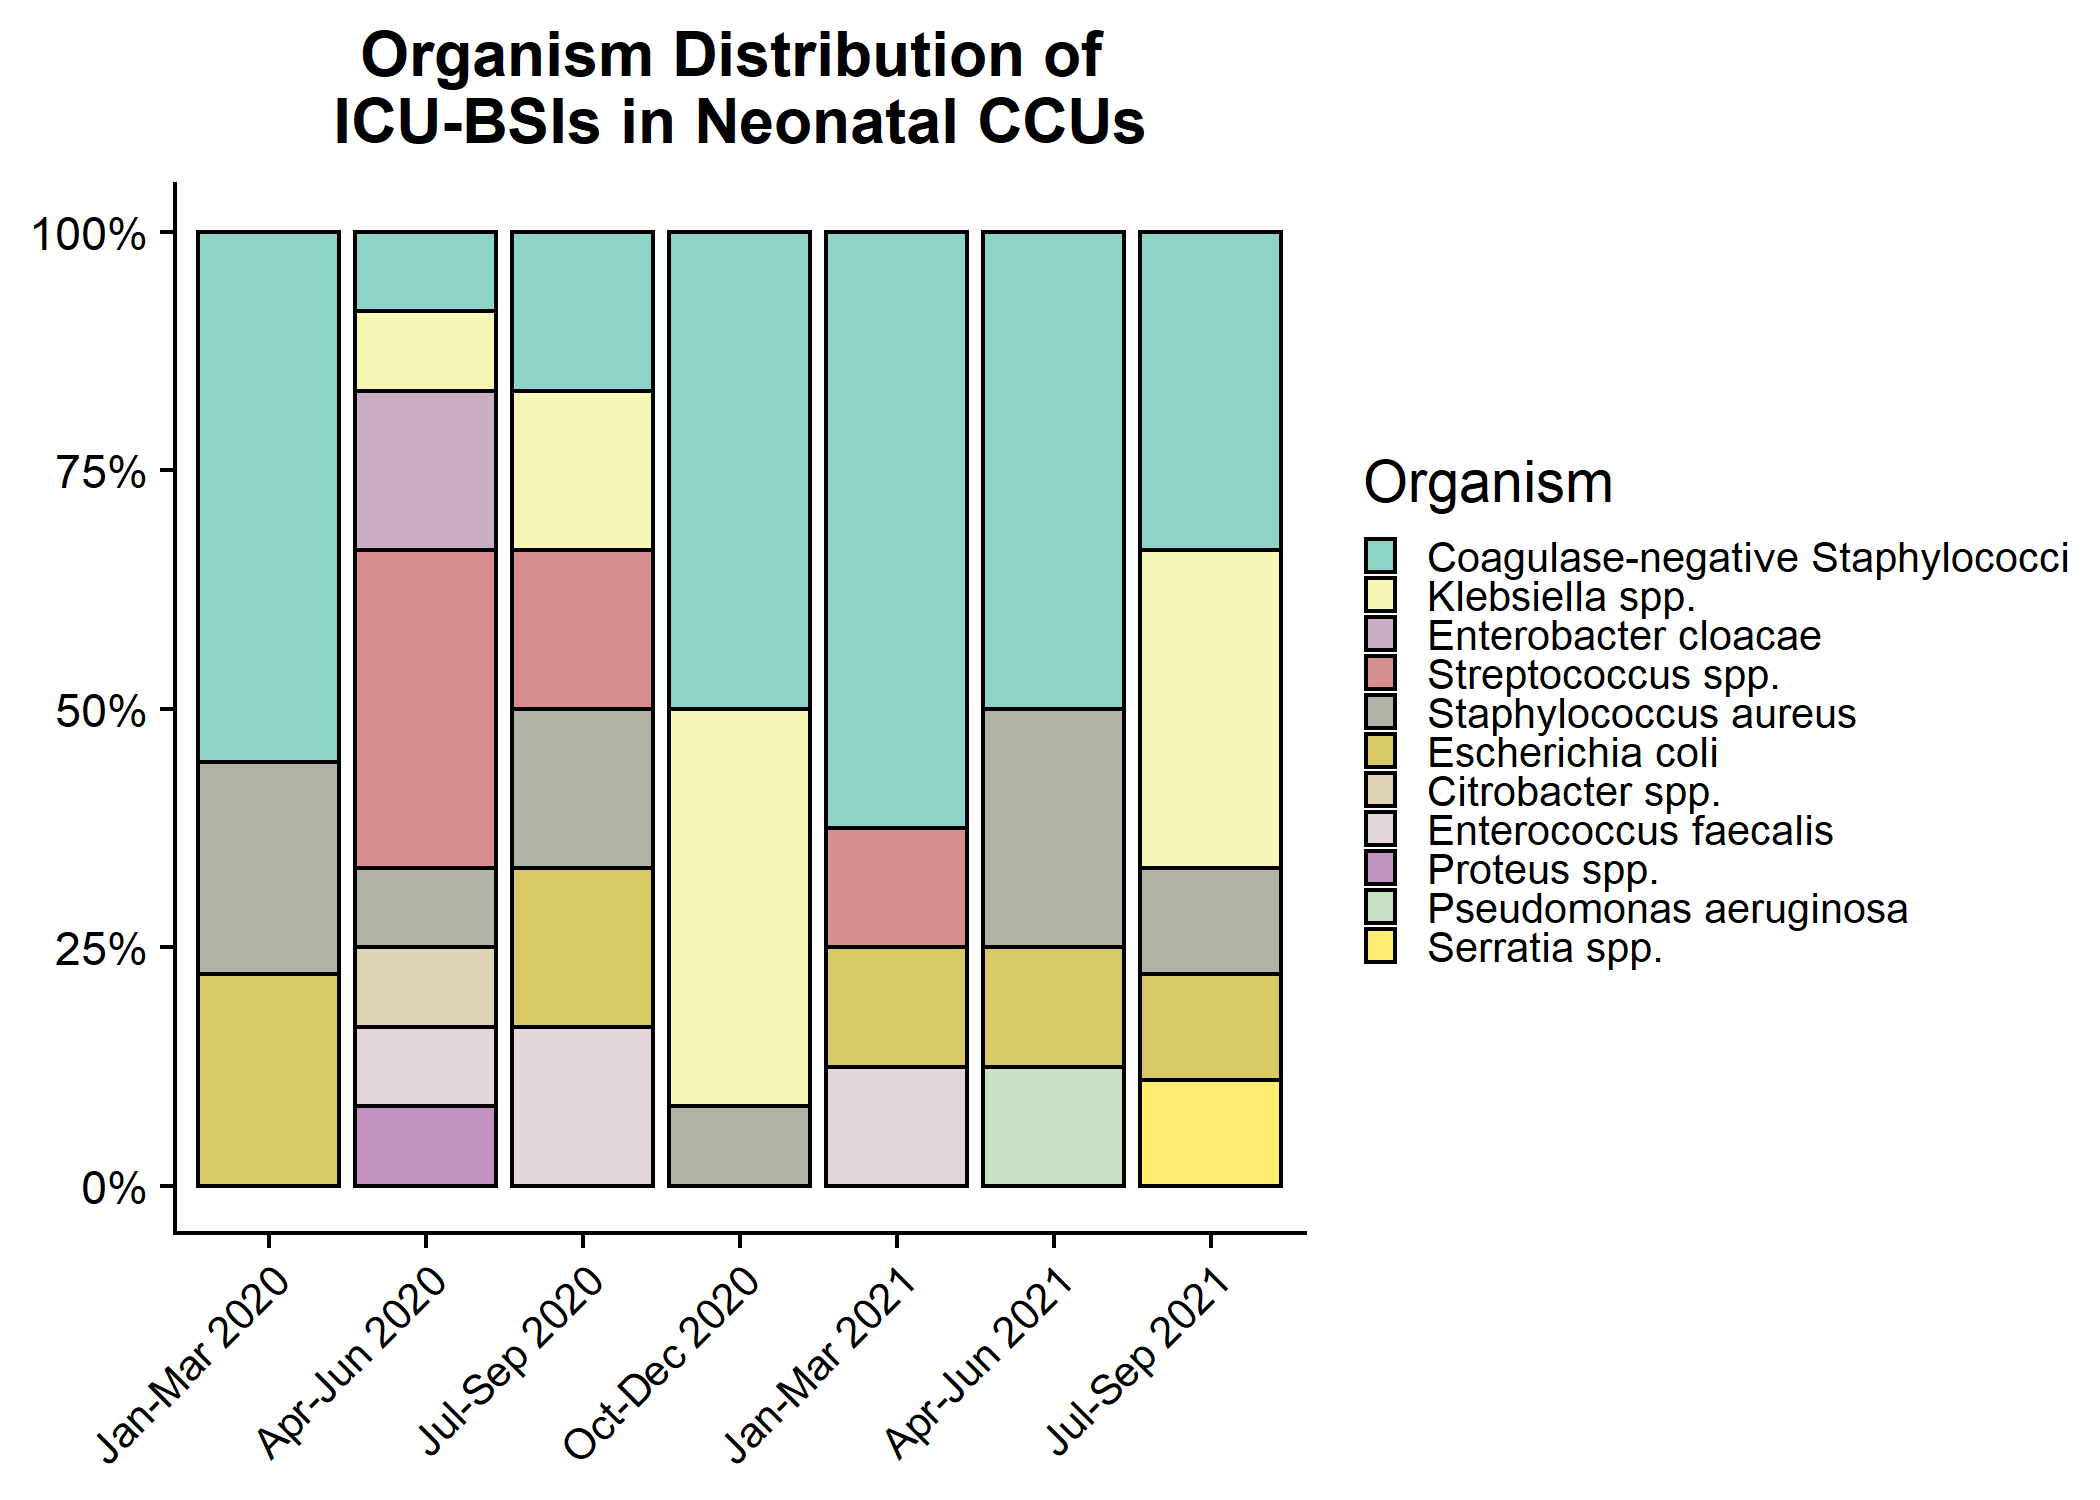 Organism Distribution of
ICU-BSIs in Neonatal CCUs
100%
75%
50%
25%
0%
Jan-Mar 2020
Apr-Jun 2020
Jul-Sep 2020
Oct-Dec 2020
Jan-Mar 2021
Apr-Jun 2021
Jul-Sep 2021
Organism
Coagulase-negative Staphylococci
Klebsiella spp.
Enterobacter cloacae
Streptococcus spp.
Staphylococcus aureus
Escherichia coli
Citrobacter spp.
Enterococcus faecalis
Proteus spp.
Pseudomonas aeruginosa
Serratia spp.